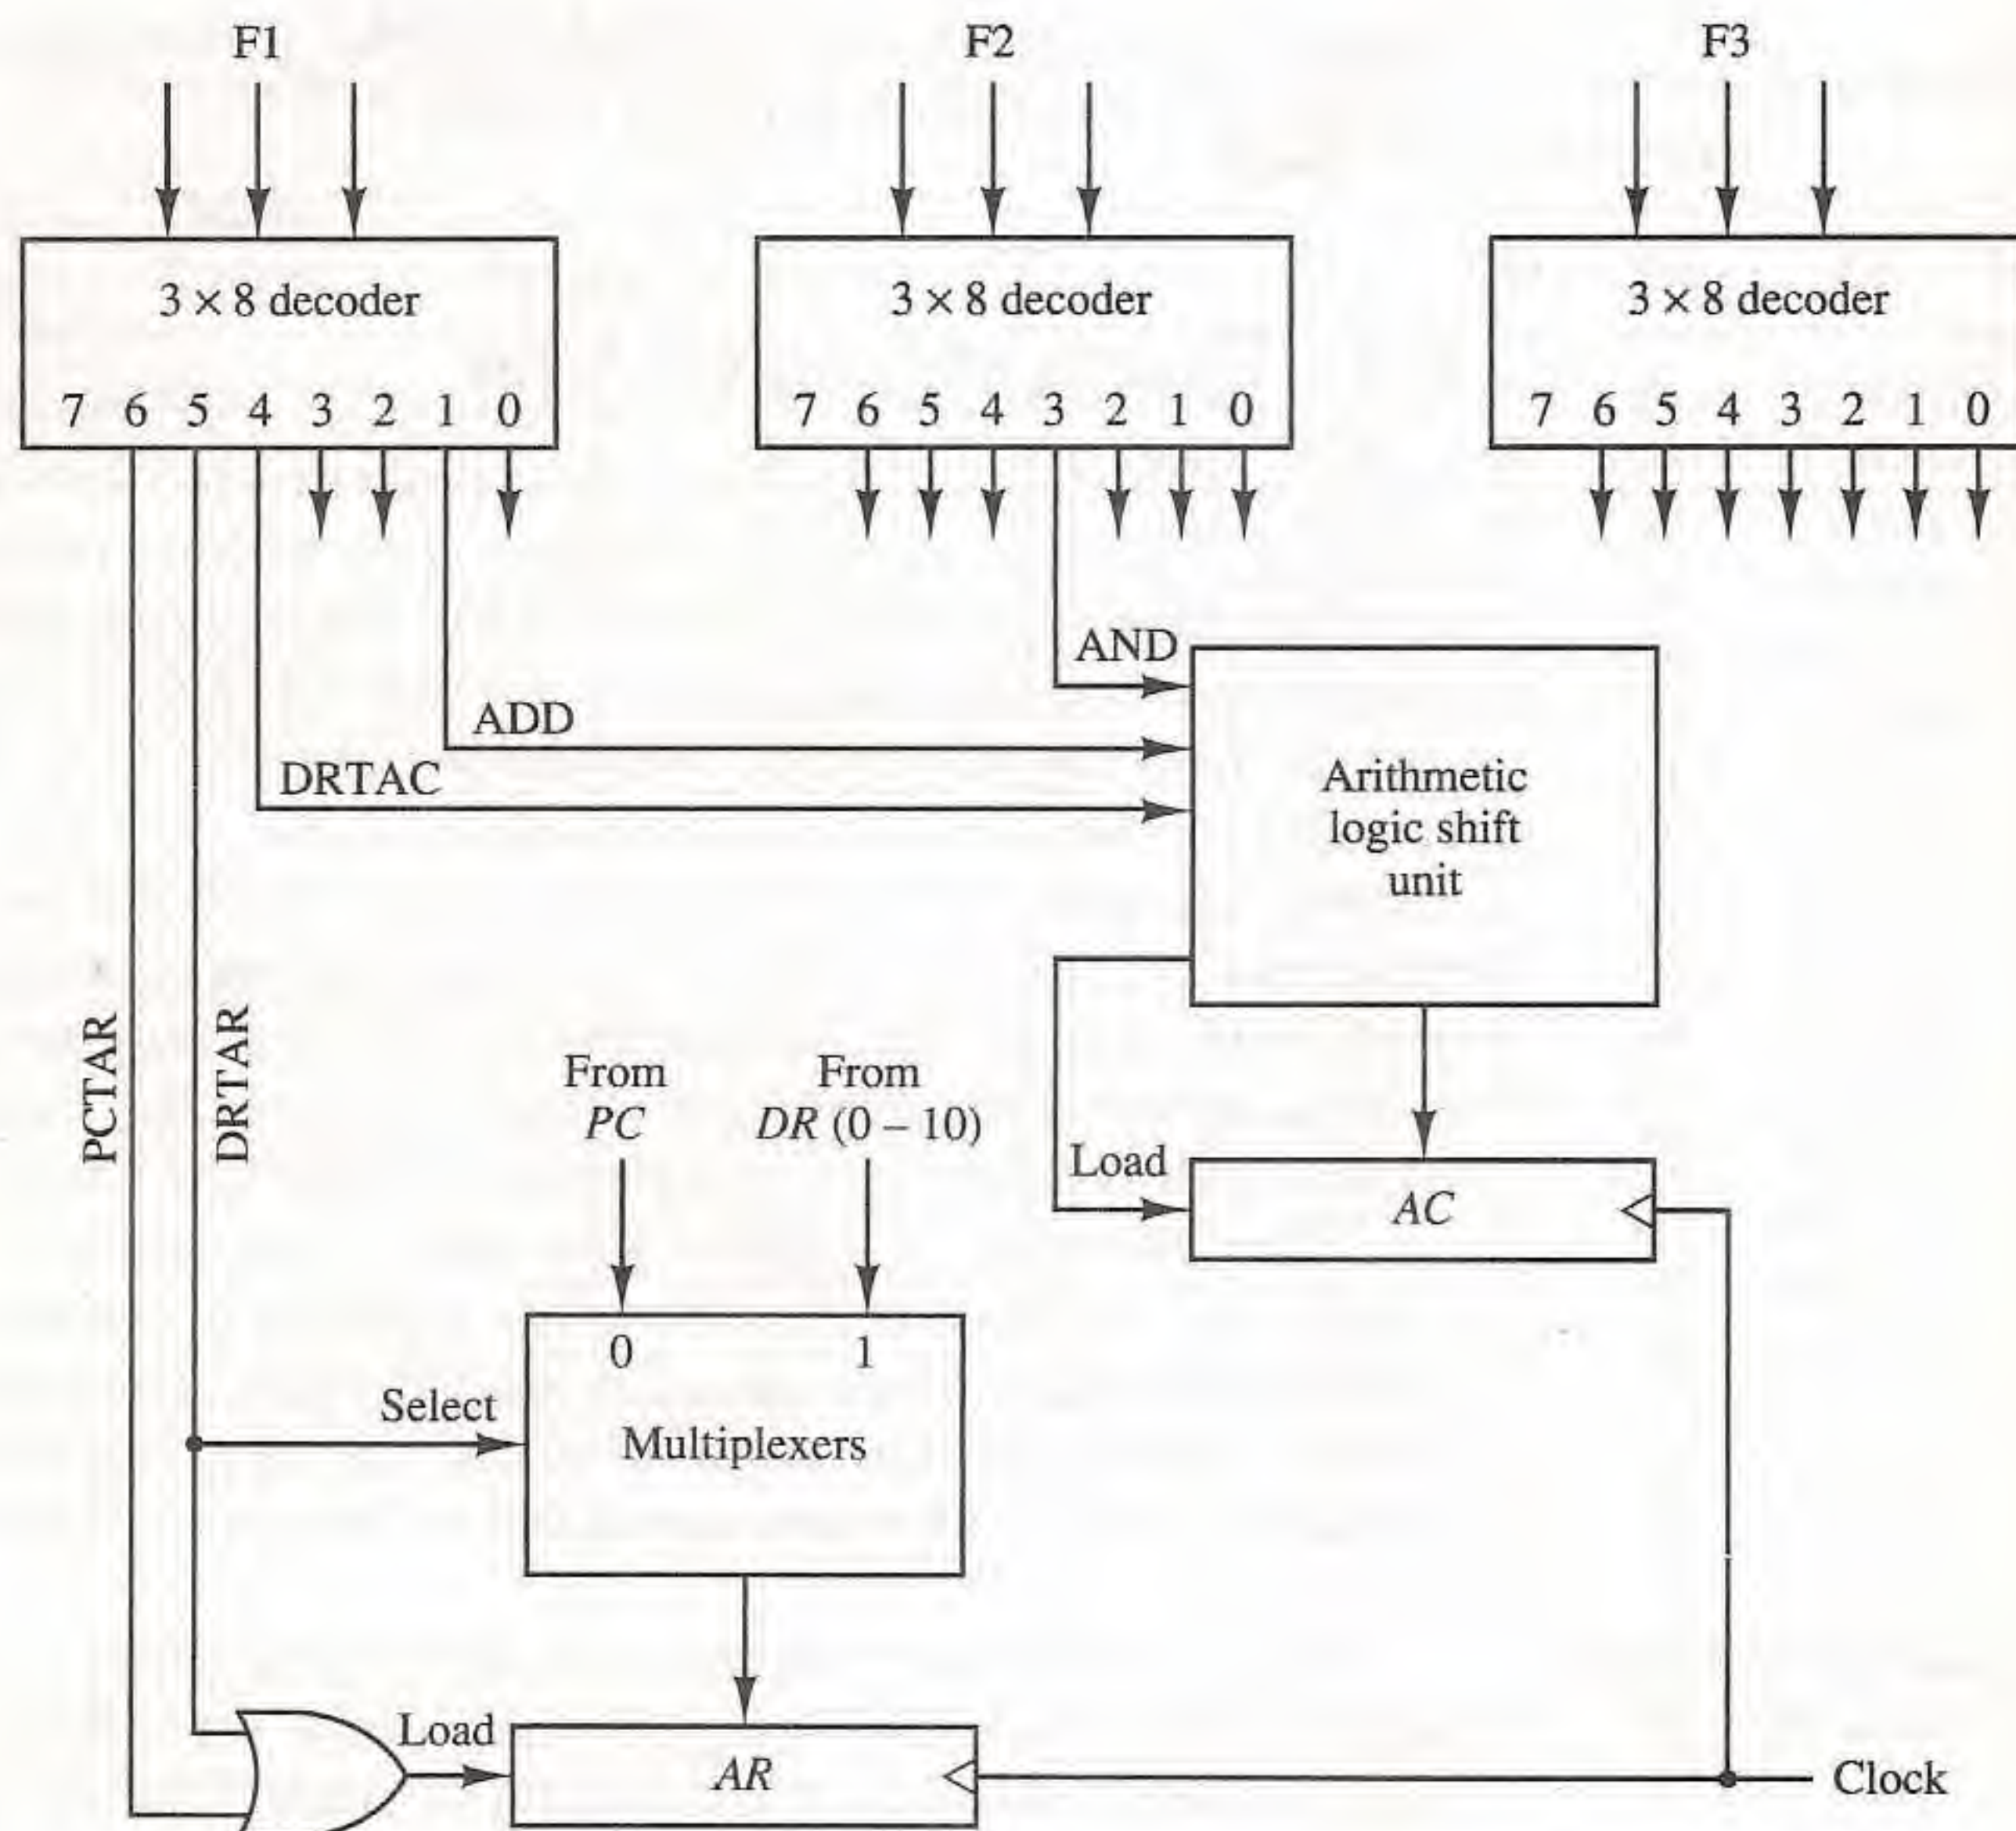 F1
F2
F3
3 × 8 decoder
3 × 8 decoder
3 × 8 decoder
7 6 5 4 3 2 1 0
7 6 5 4 3 2 1 0
7 6 5 4 3 2 1 0
AND
ADD
DRTAC
Arithmetic
logic shift
unit
PCTAR
DRTAR
From
PC
From
DR (0 – 10)
Load
AC
0 1
Select
Multiplexers
Load
AR
Clock